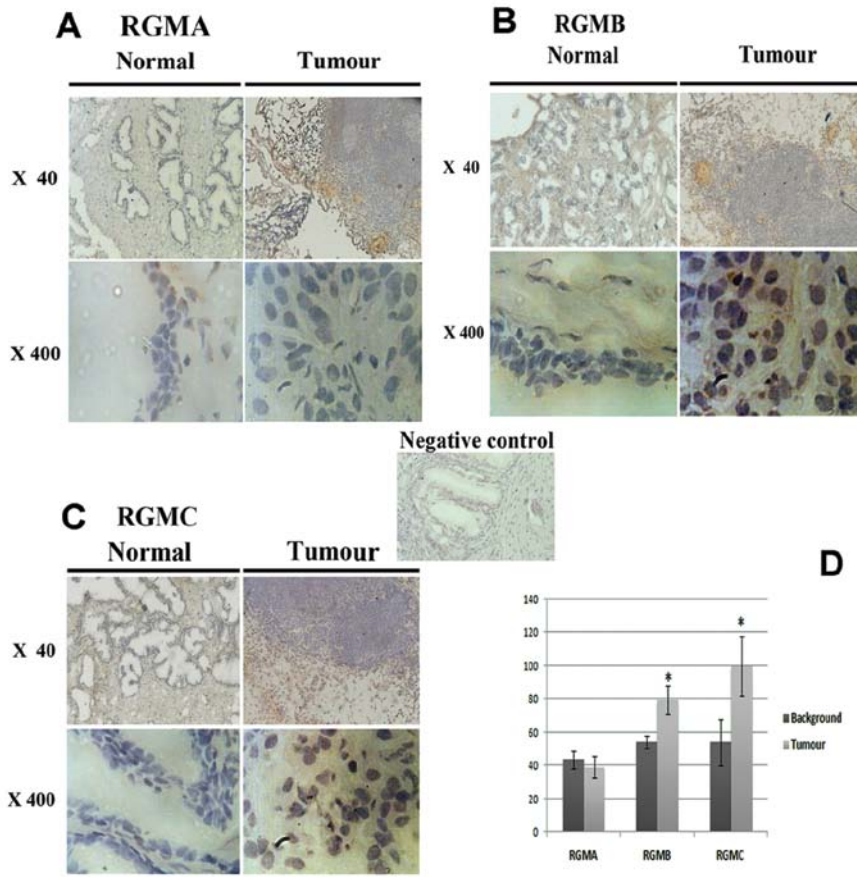 A RGMA
Normal Tumour
X 40
X 400
B RGMB
Normal Tumour
X 40
X 400
Negative control
C RGMC
Normal Tumour
X 40
X 400
D
140
120
100
80
60
40
20
0
* *
RGMA RGMB RGMC
Background
Tumour